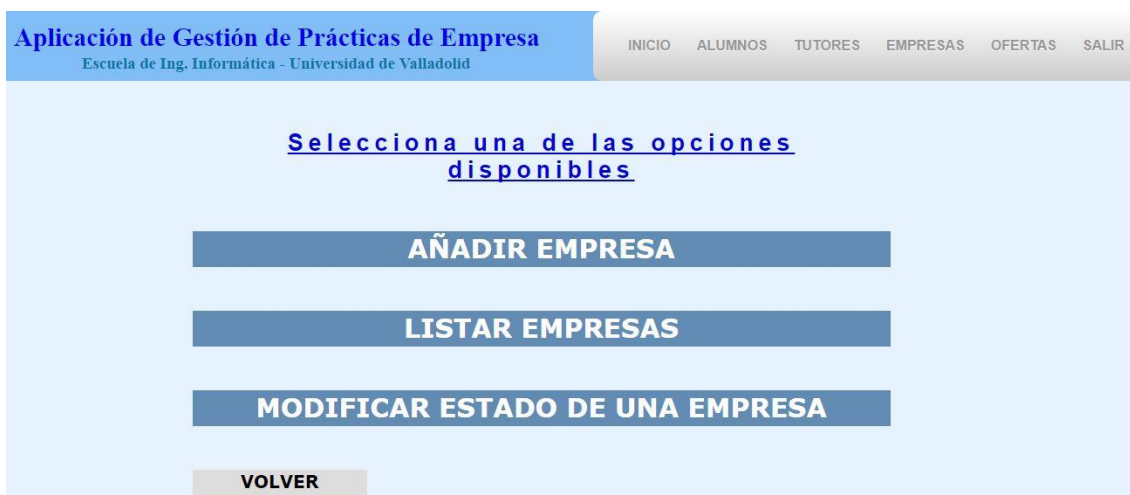 Aplicación de Gestión de Prácticas de Empresa
Escuela de Ing. Informática - Universidad de Valladolid
INICIO ALUMNOS TUTORES EMPRESAS OFERTAS SALIR
Selecciona una de las opciones
disponibles
AÑADIR EMPRESA
LISTAR EMPRESAS
MODIFICAR ESTADO DE UNA EMPRESA
VOLVER